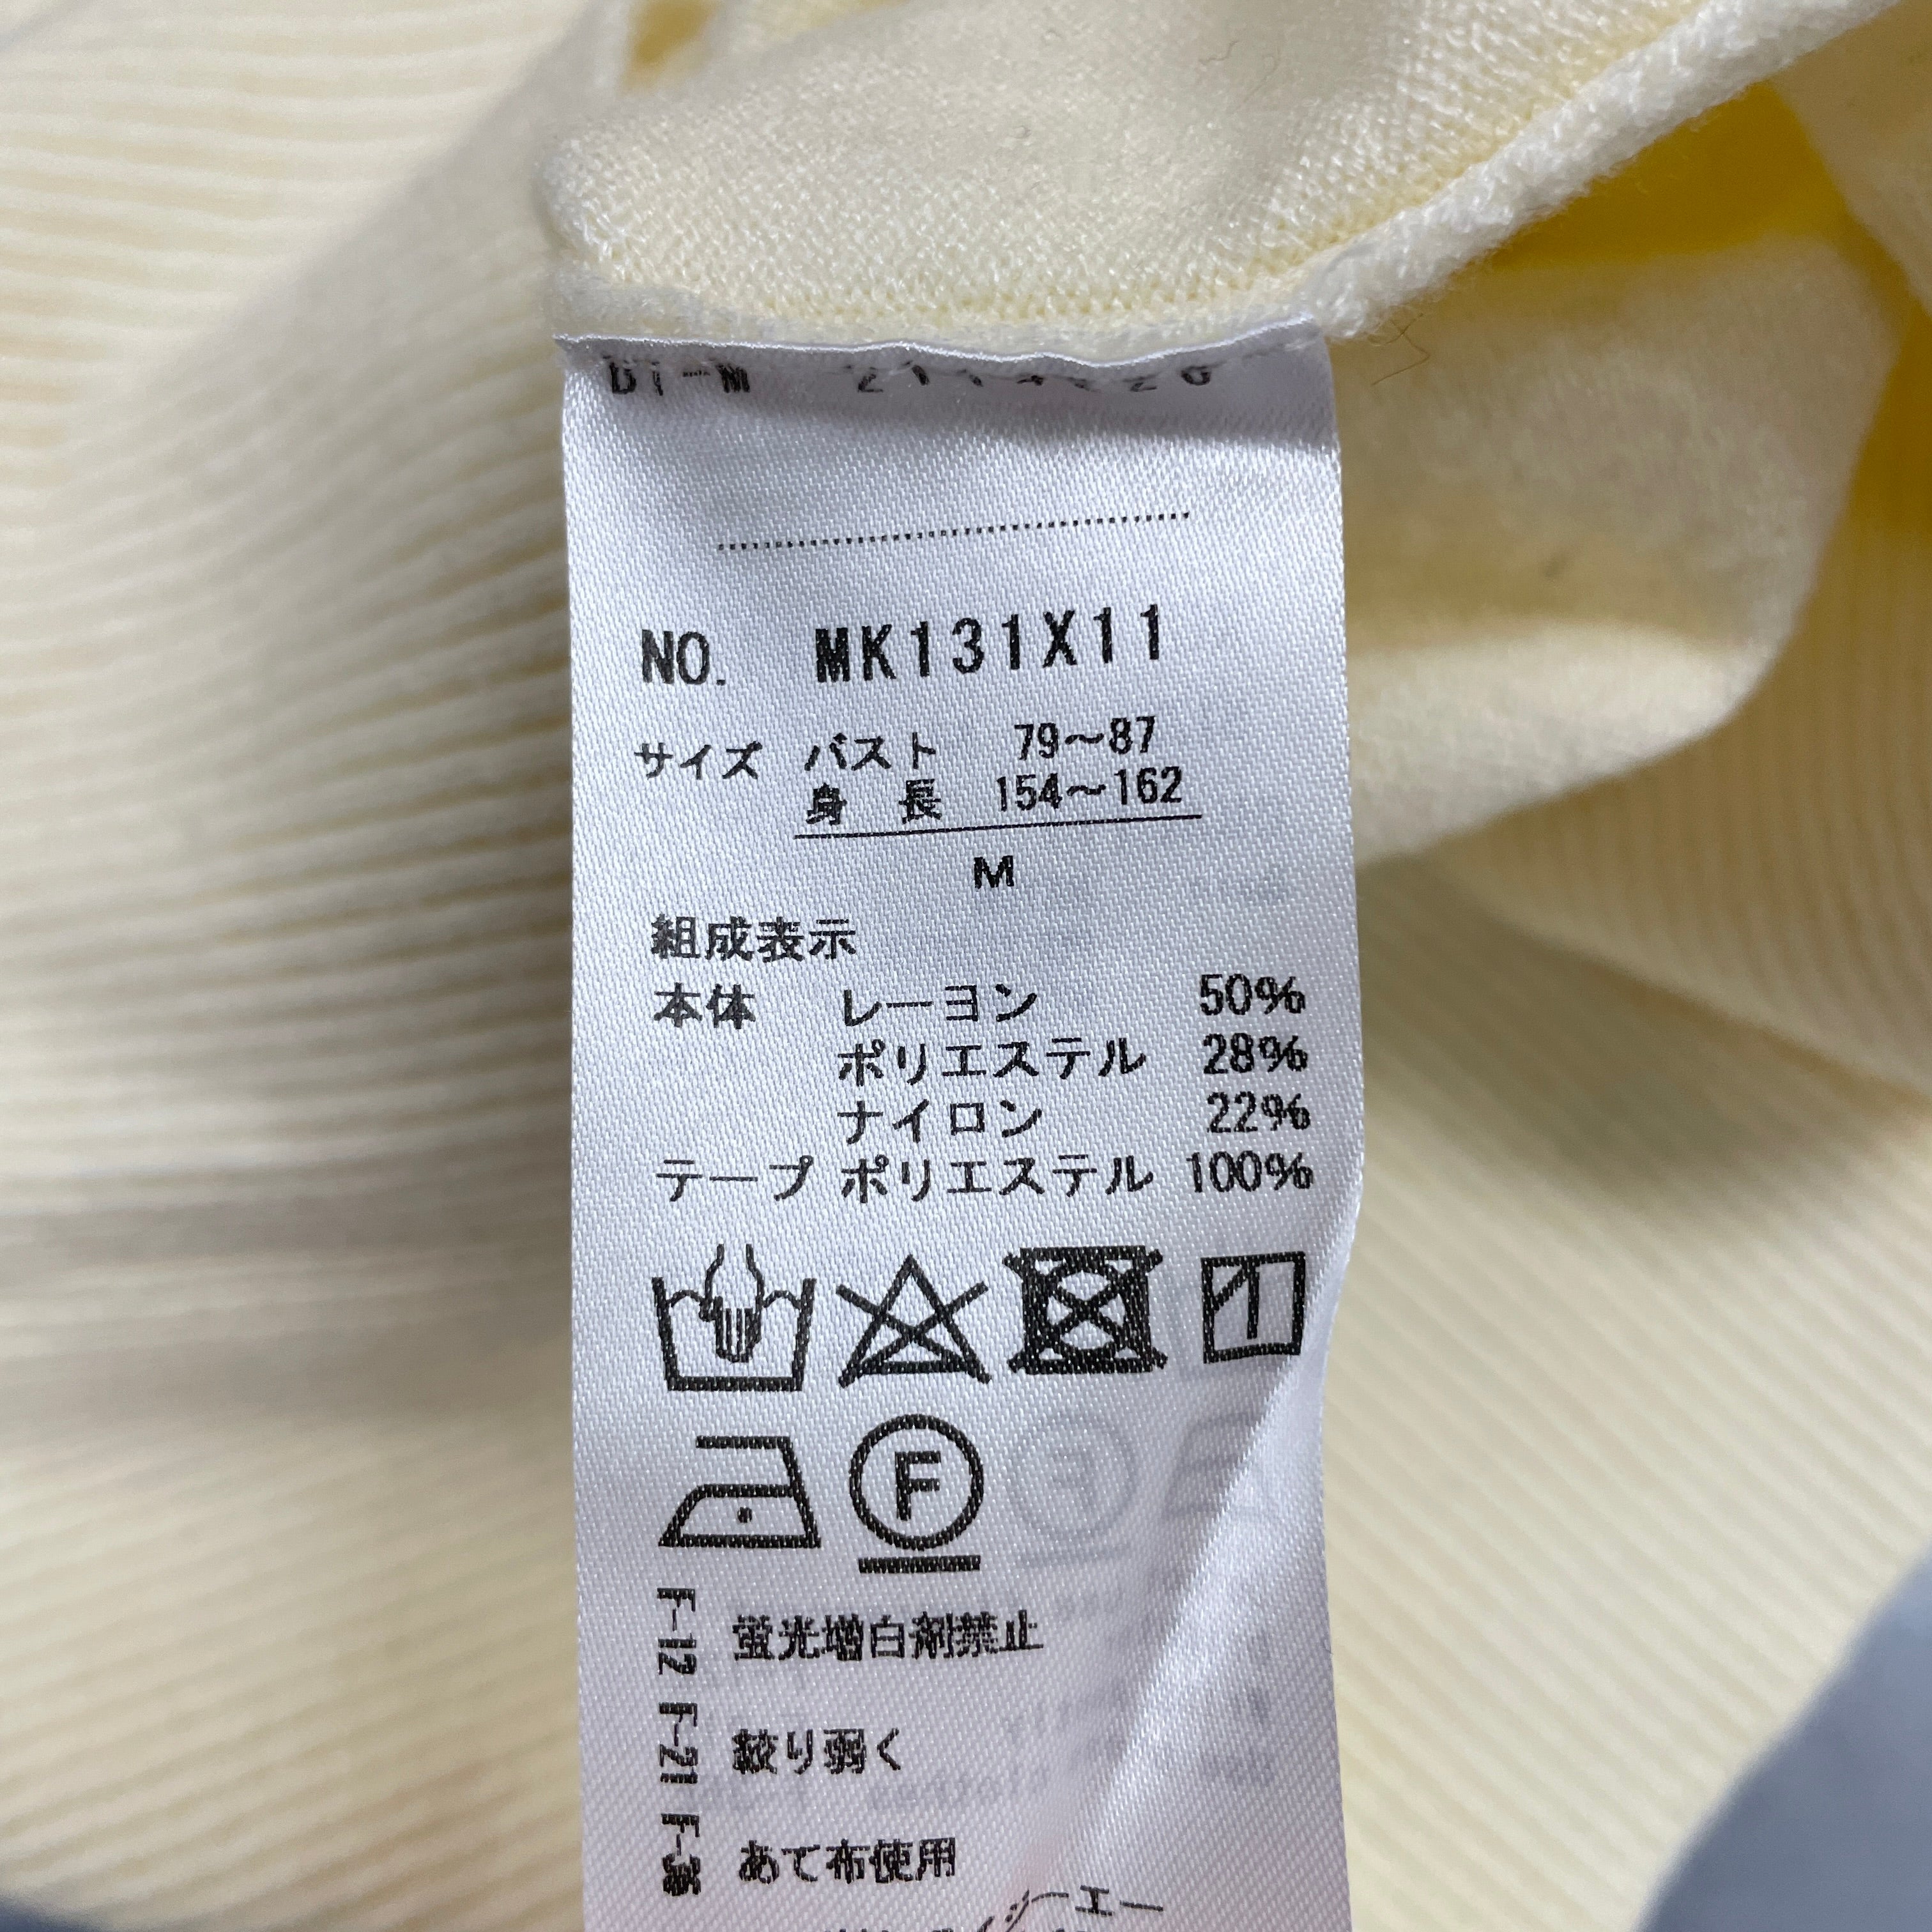 NO. MK131X11
サイズ バスト 79～87
身長 154～162
M
組成表示
本体 レーヨン 50%
ポリエステル 28%
ナイロン 22%
テープ ポリエステル 100%
F
F-112 蛍光増白剤禁止
F-21 絞り弱く
あて布使用